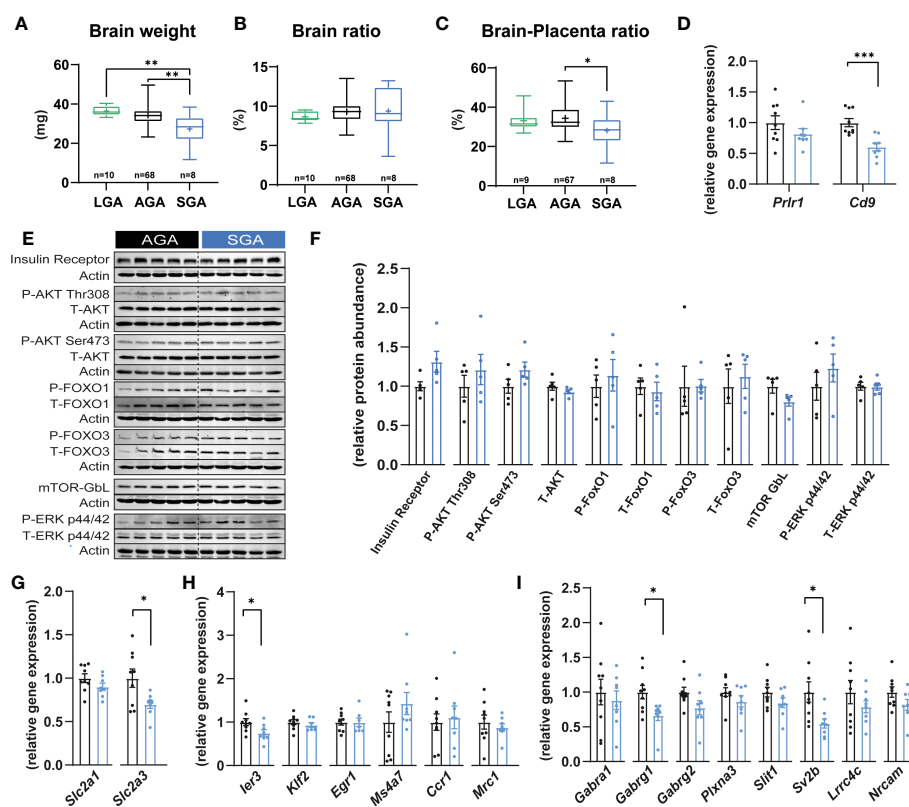 A
Brain weight
(mg)
60
40
20
0
**
**
n=10
n=68
n=8
LGA
AGA
SGA
B
Brain ratio
(%)
15
10
5
0
n=10
n=68
n=8
LGA
AGA
SGA
C
Brain-Placenta ratio
(%)
60
40
20
0
*
n=9
n=67
n=8
LGA
AGA
SGA
D
(relative gene expression)
2.0
1.5
1.0
0.5
0.0
***
Prlr1
Cd9
E
AGA
SGA
Insulin Receptor
Actin
P-AKT Thr308
T-AKT
Actin
P-AKT Ser473
T-AKT
Actin
P-FOXO1
T-FOXO1
Actin
P-FOXO3
T-FOXO3
Actin
mTOR-GbL
Actin
P-ERK p44/42
T-ERK p44/42
Actin
F
(relative protein abundance)
2.5
2.0
1.5
1.0
0.5
0.0
Insulin Receptor
P-AKT Thr308
P-AKT Ser473
T-AKT
P-FoxO1
T-FoxO1
P-FoxO3
T-FoxO3
mTOR GbL
P-ERK p44/42
T-ERK p44/42
G
(relative gene expression)
2.0
1.5
1.0
0.5
0.0
*
Slc2a1
Slc2a3
H
(relative gene expression)
4
3
2
1
0
*
Ier3
Klf2
Egr1
Ms4a7
Ccr1
Mrc1
I
(relative gene expression)
2.5
2.0
1.5
1.0
0.5
0.0
*
*
Gabra1
Gabrg1
Gabrg2
Plxna3
Slit1
Sv2b
Lrrc4c
Nrcam